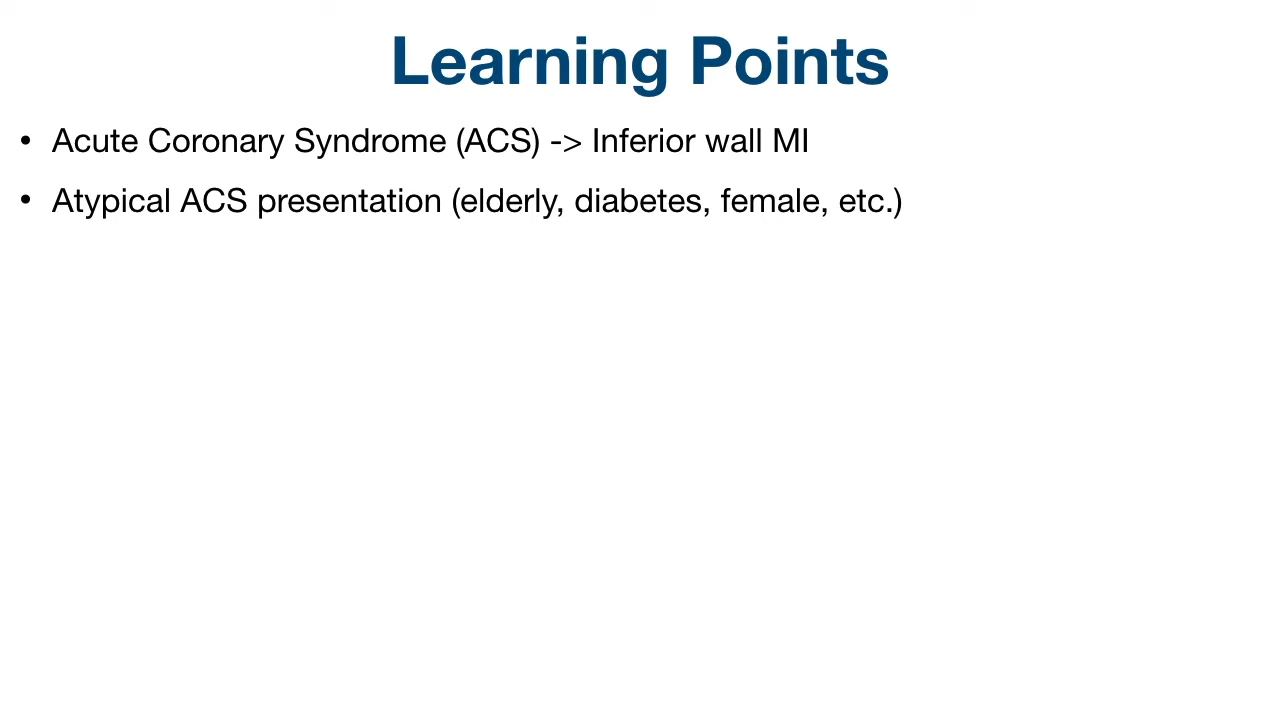 Learning Points
• Acute Coronary Syndrome (ACS) -> Inferior wall MI
• Atypical ACS presentation (elderly, diabetes, female, etc.)